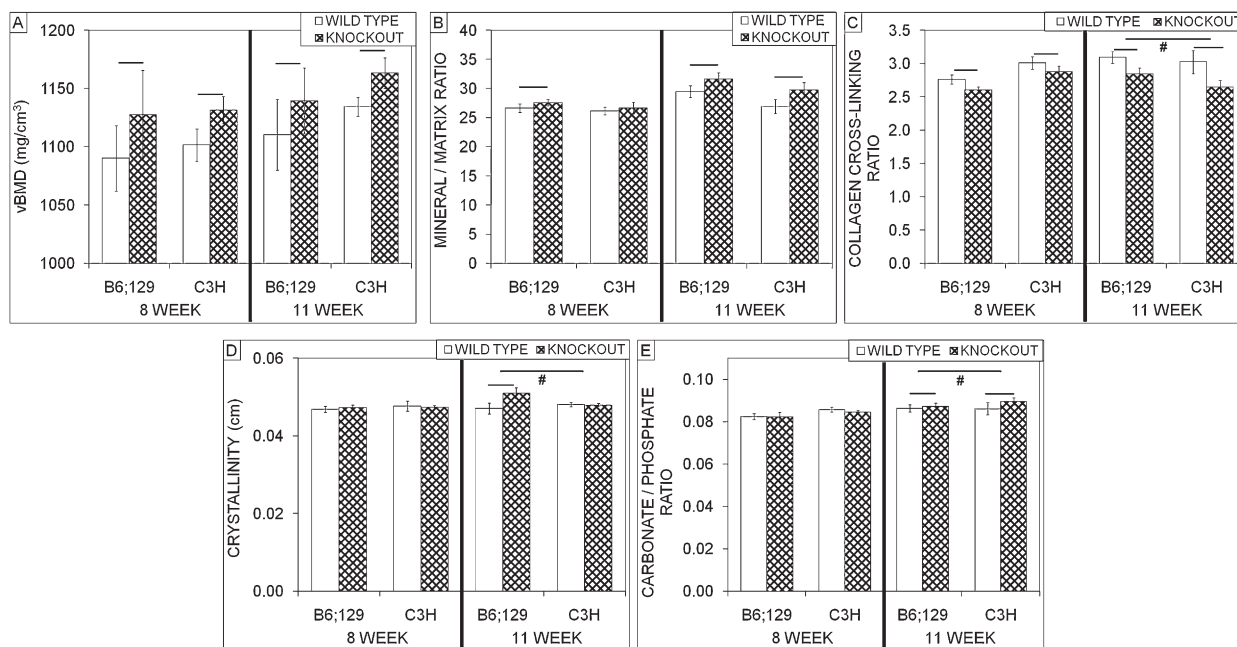 A
WILD TYPE
KNOCKOUT
1200
1150
1100
1050
1000
vBMD (mg/cm³)
B6;129 C3H B6;129 C3H
8 WEEK 11 WEEK
B
WILD TYPE
KNOCKOUT
40
35
30
25
20
15
10
5
0
MINERAL / MATRIX RATIO
B6;129 C3H B6;129 C3H
8 WEEK 11 WEEK
C
WILD TYPE KNOCKOUT
3.5
3.0
2.5
2.0
1.5
1.0
0.5
0.0
COLLAGEN CROSS-LINKING
RATIO
#
B6;129 C3H B6;129 C3H
8 WEEK 11 WEEK
D
WILD TYPE KNOCKOUT
0.06
0.04
0.02
0.00
CRYSTALLINITY (cm)
#
B6;129 C3H B6;129 C3H
8 WEEK 11 WEEK
E
WILD TYPE KNOCKOUT
0.10
0.08
0.06
0.04
0.02
0.00
CARBONATE / PHOSPHATE
RATIO
#
B6;129 C3H B6;129 C3H
8 WEEK 11 WEEK